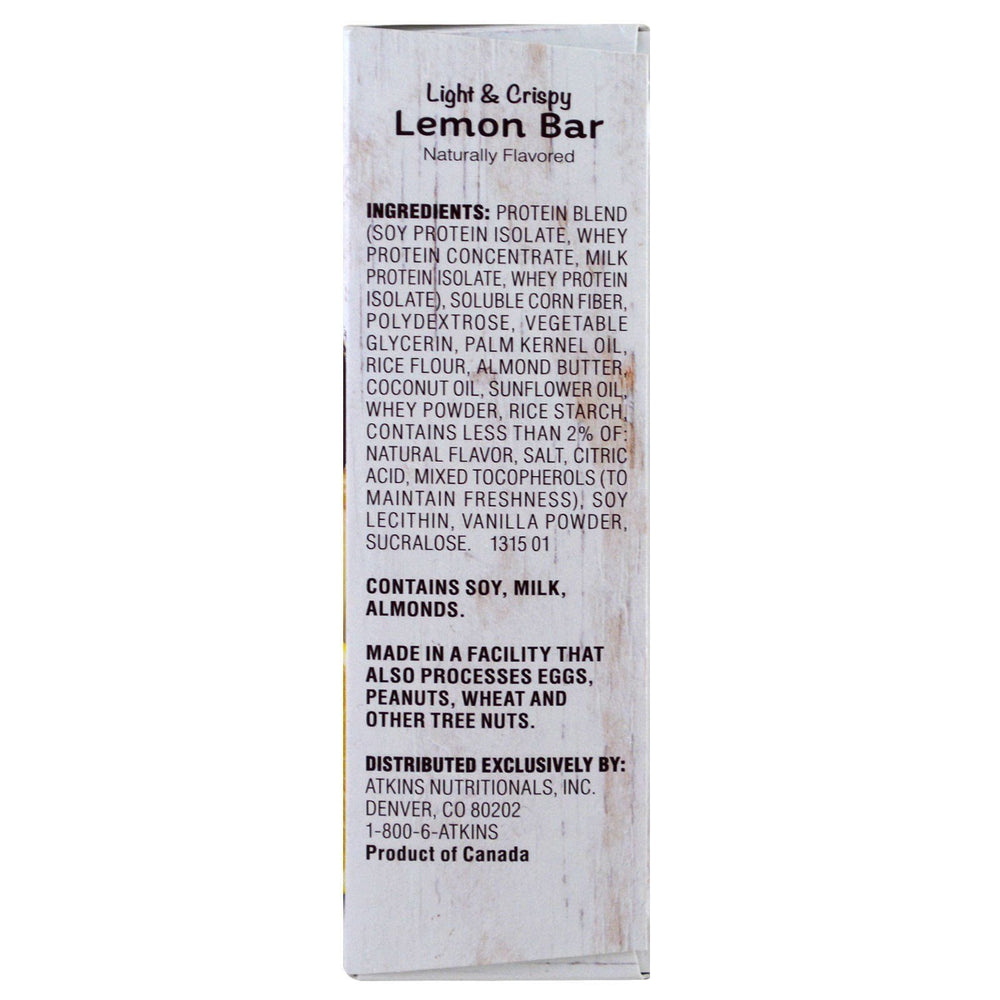 Light & Crispy
Lemon Bar
Naturally Flavored
INGREDIENTS: PROTEIN BLEND
(SOY PROTEIN ISOLATE, WHEY
PROTEIN CONCENTRATE, MILK
PROTEIN ISOLATE, WHEY PROTEIN
ISOLATE), SOLUBLE CORN FIBER,
POLYDEXTROSE, VEGETABLE
GLYCERIN, PALM KERNEL OIL,
RICE FLOUR, ALMOND BUTTER,
COCONUT OIL, SUNFLOWER OIL,
WHEY POWDER, RICE STARCH,
CONTAINS LESS THAN 2% OF:
NATURAL FLAVOR, SALT, CITRIC
ACID, MIXED TOCOPHEROLS (TO
MAINTAIN FRESHNESS), SOY
LECITHIN, VANILLA POWDER,
SUCRALOSE. 1315 01
CONTAINS SOY, MILK,
ALMONDS.
MADE IN A FACILITY THAT
ALSO PROCESSES EGGS,
PEANUTS, WHEAT AND
OTHER TREE NUTS.
DISTRIBUTED EXCLUSIVELY BY:
ATKINS NUTRITIONALS, INC.
DENVER, CO 80202
1-800-6-ATKINS
Product of Canada